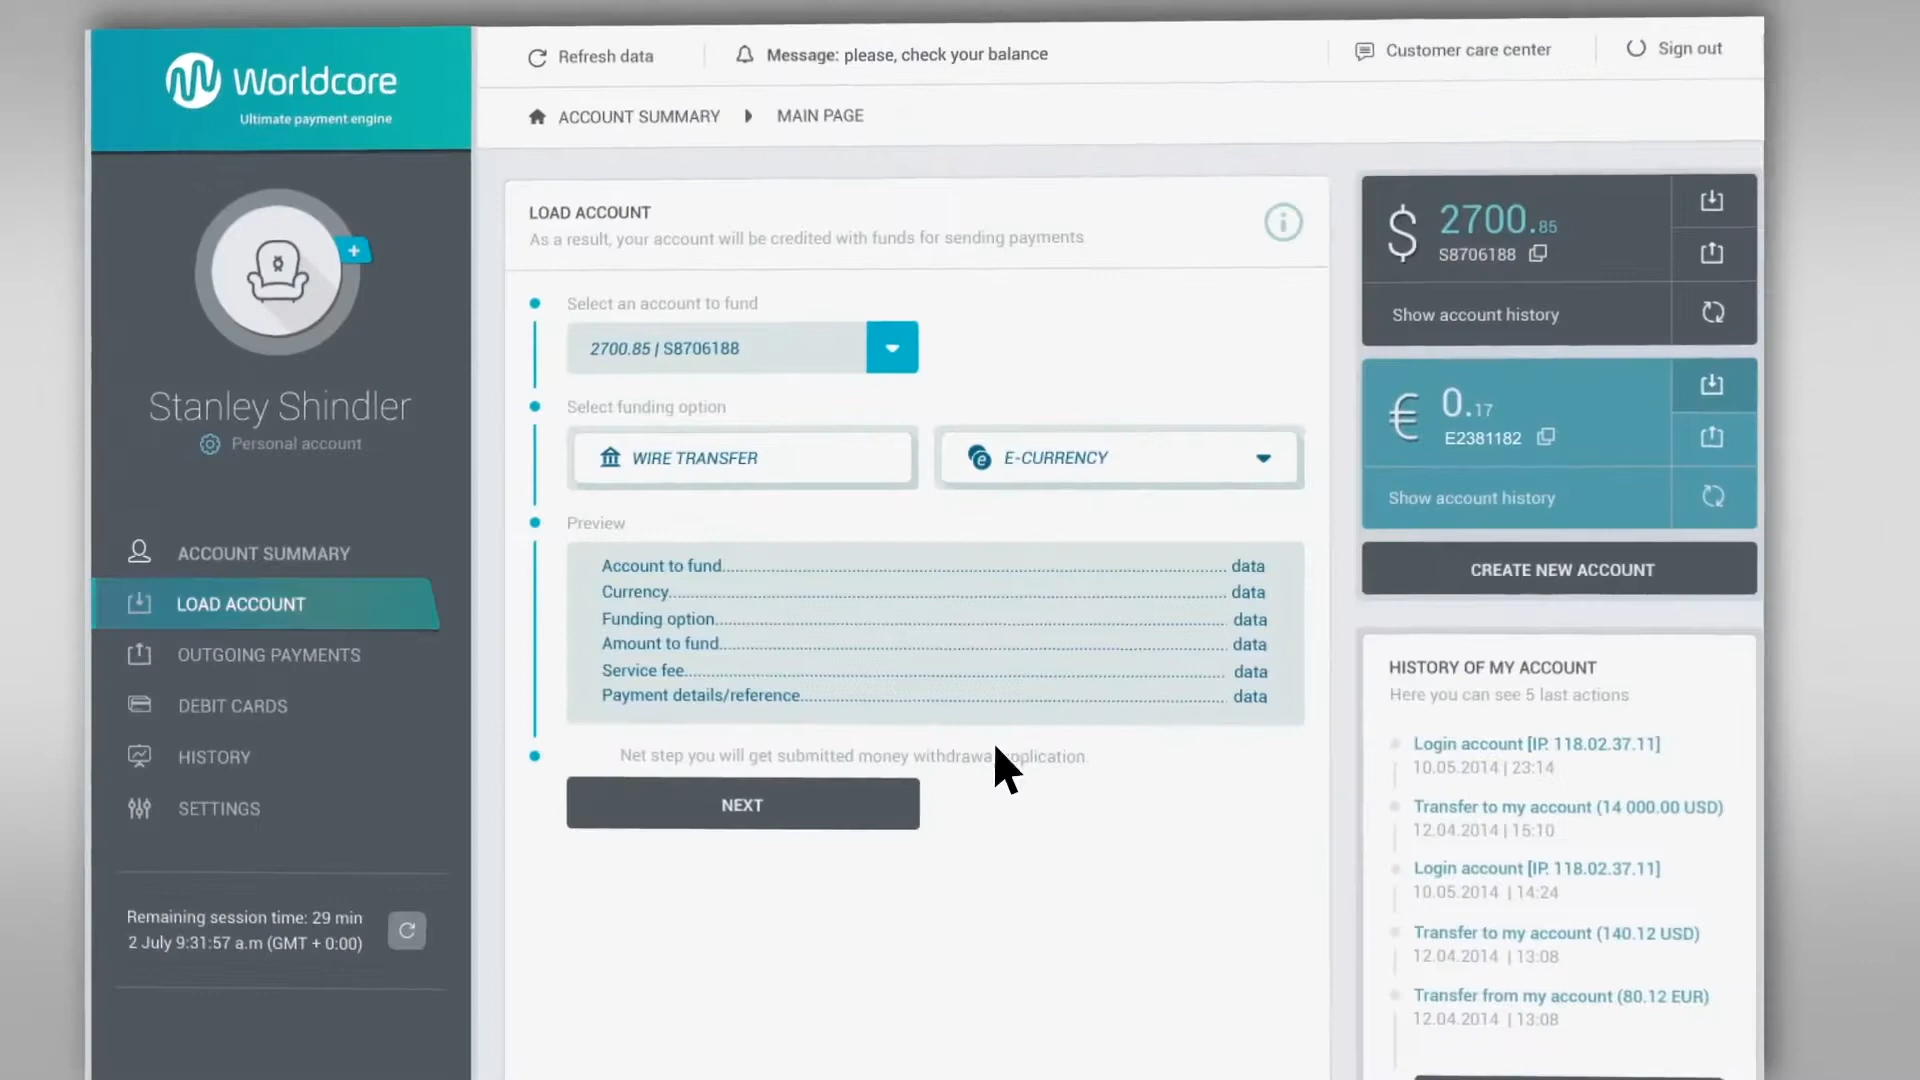 Worldcore
Ultimate payment engine
Refresh data
Message: please, check your balance
Customer care center
Sign out
ACCOUNT SUMMARY
MAIN PAGE
Stanley Shindler
Personal account
ACCOUNT SUMMARY
LOAD ACCOUNT
OUTGOING PAYMENTS
DEBIT CARDS
HISTORY
SETTINGS
Remaining session time: 29 min
2 July 9:31:57 a.m (GMT + 0:00)
LOAD ACCOUNT
As a result, your account will be credited with funds for sending payments
Select an account to fund
2700.85 | S8706188
Select funding option
WIRE TRANSFER
E-CURRENCY
Preview
Account to fund data
Currency data
Funding option data
Amount to fund data
Service fee data
Payment details/reference data
Net step you will get submitted money withdrawal application
NEXT
$ 2700.85
S8706188
Show account history
€ 0.17
E2381182
Show account history
CREATE NEW ACCOUNT
HISTORY OF MY ACCOUNT
Here you can see 5 last actions
Login account [IP. 118.02.37.11]
10.05.2014 | 23:14
Transfer to my account (14 000.00 USD)
12.04.2014 | 15:10
Login account [IP. 118.02.37.11]
10.05.2014 | 14:24
Transfer to my account (140.12 USD)
12.04.2014 | 13:08
Transfer from my account (80.12 EUR)
12.04.2014 | 13:08